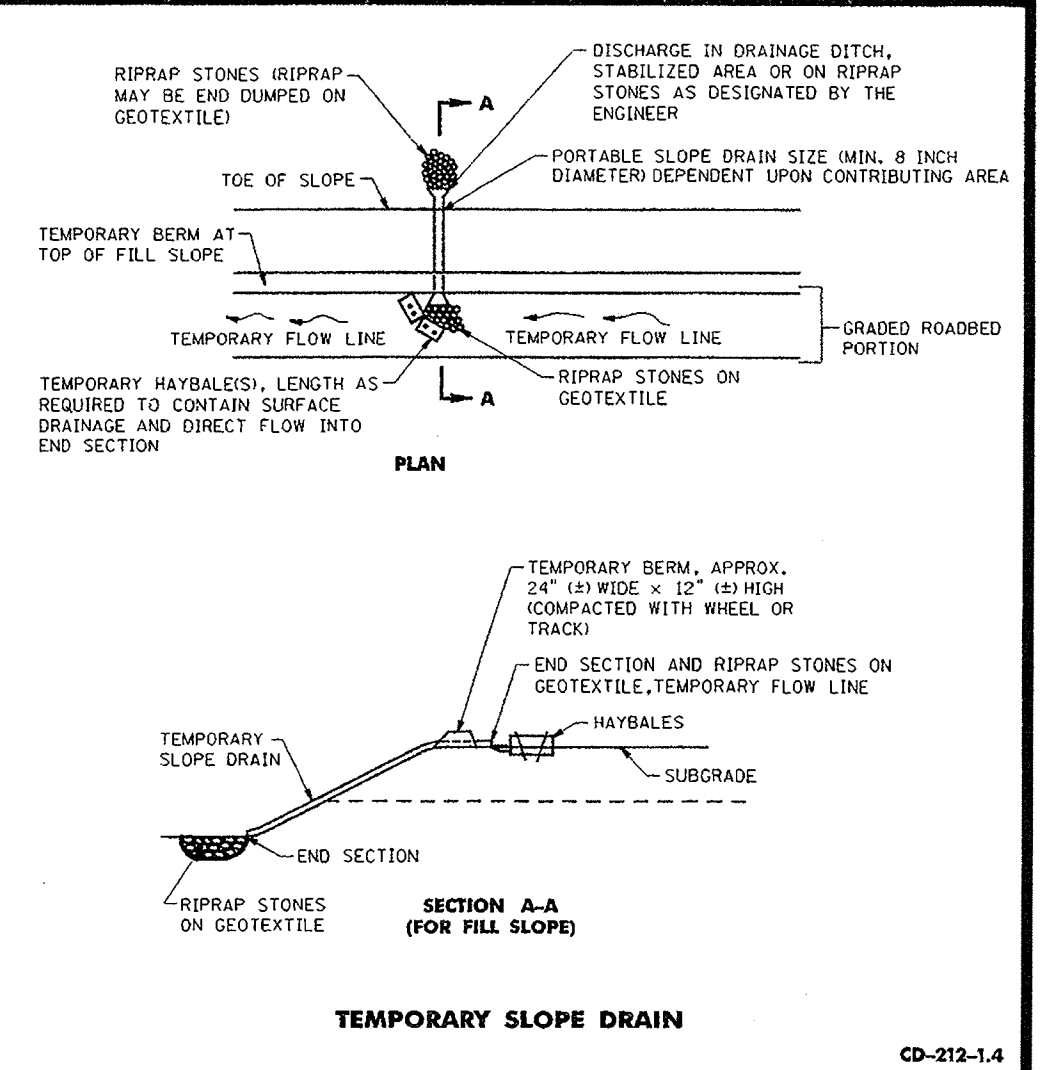 RIPRAP STONES (RIPRAP
MAY BE END DUMPED ON
GEOTEXTILE)
A
DISCHARGE IN DRAINAGE DITCH,
STABILIZED AREA OR ON RIPRAP
STONES AS DESIGNATED BY THE
ENGINEER
PORTABLE SLOPE DRAIN SIZE (MIN. 8 INCH
DIAMETER) DEPENDENT UPON CONTRIBUTING AREA
TOE OF SLOPE
TEMPORARY BERM AT
TOP OF FILL SLOPE
TEMPORARY FLOW LINE
TEMPORARY FLOW LINE
GRADED ROADBED
PORTION
TEMPORARY HAYBALE(S), LENGTH AS
REQUIRED TO CONTAIN SURFACE
DRAINAGE AND DIRECT FLOW INTO
END SECTION
A
RIPRAP STONES ON
GEOTEXTILE
PLAN
TEMPORARY BERM, APPROX.
24" (±) WIDE × 12" (±) HIGH
(COMPACTED WITH WHEEL OR
TRACK)
END SECTION AND RIPRAP STONES ON
GEOTEXTILE,TEMPORARY FLOW LINE
HAYBALES
TEMPORARY
SLOPE DRAIN
SUBGRADE
END SECTION
RIPRAP STONES
ON GEOTEXTILE
SECTION A-A
(FOR FILL SLOPE)
TEMPORARY SLOPE DRAIN
CD-212-1.4